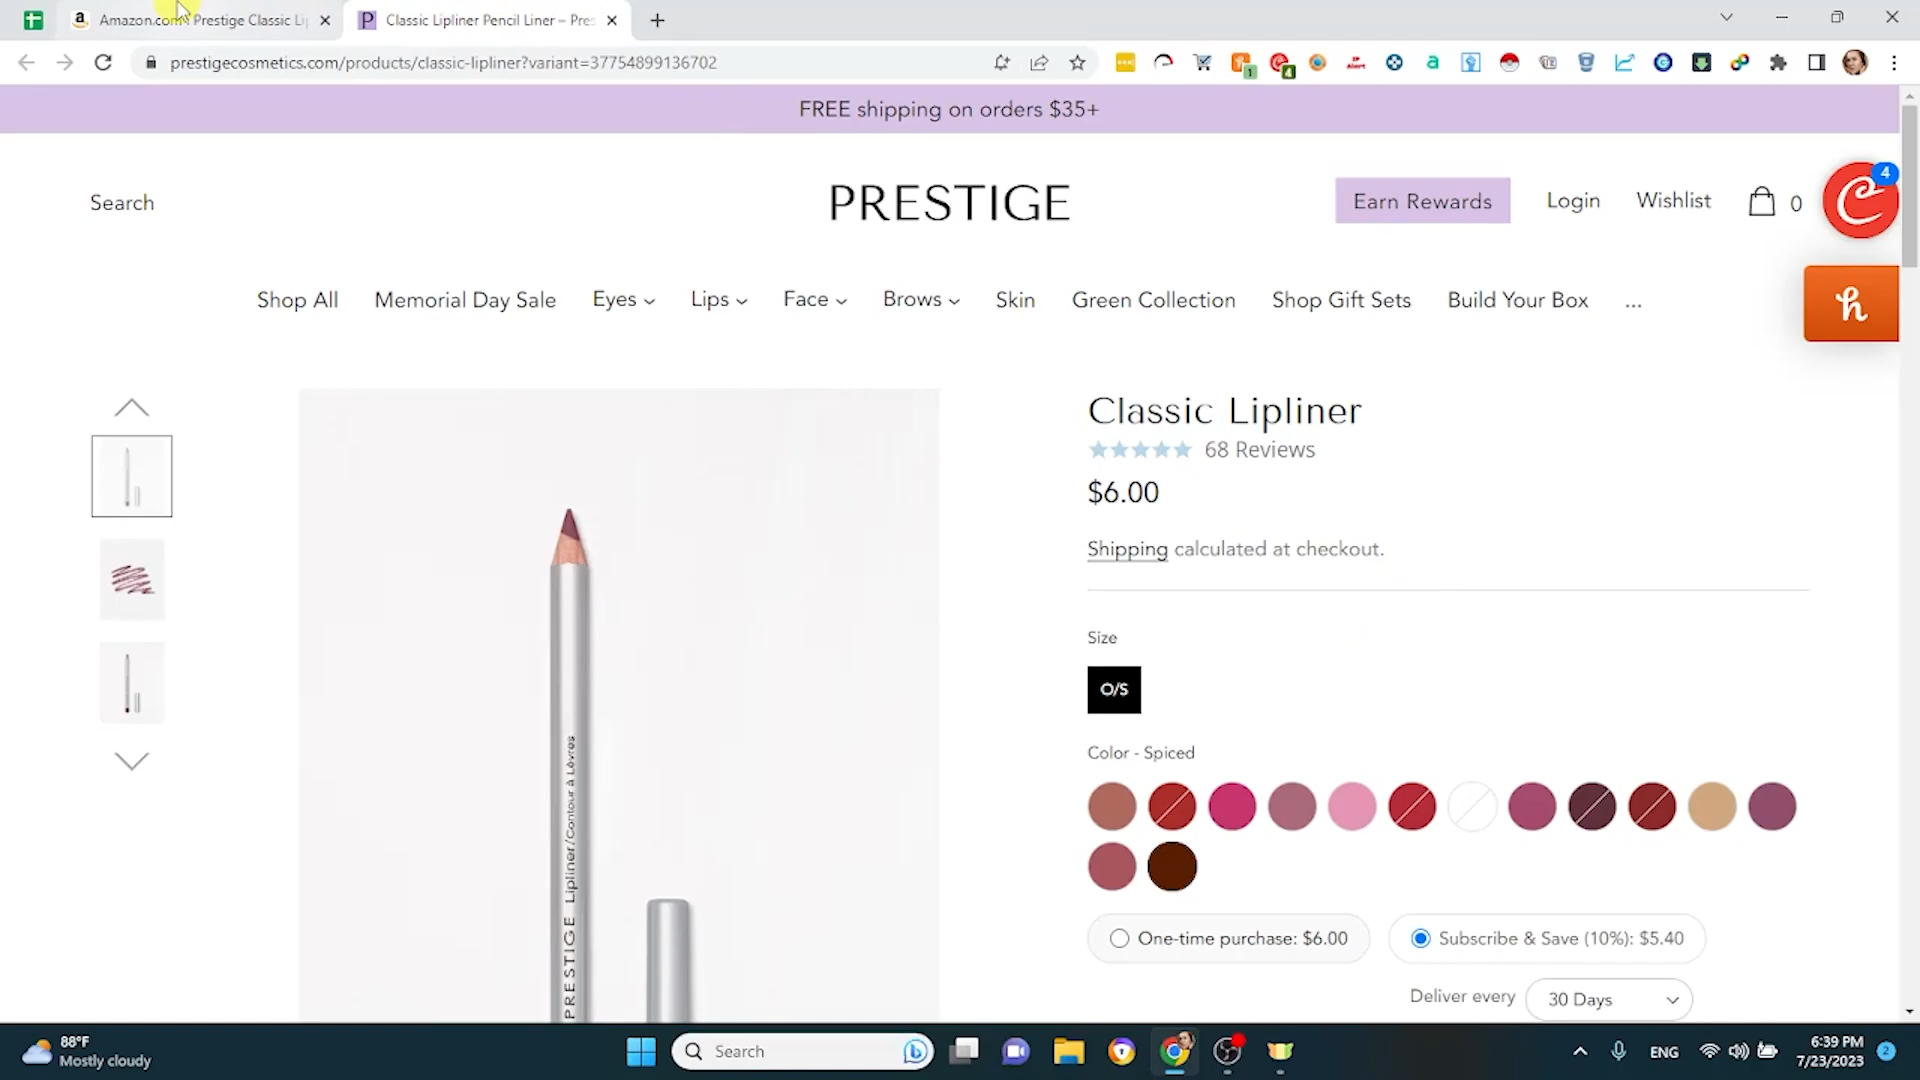 Amazon.com: Prestige Classic Li
Classic Lipliner Pencil Liner – Pres
prestigecosmetics.com/products/classic-lipliner?variant=37754899136702
FREE shipping on orders $35+
Search
PRESTIGE
Earn Rewards
Login
Wishlist
0
4
Shop All
Memorial Day Sale
Eyes
Lips
Face
Brows
Skin
Green Collection
Shop Gift Sets
Build Your Box
...
Classic Lipliner
68 Reviews
$6.00
Shipping calculated at checkout.
Size
O/S
Color - Spiced
PRESTIGE Lipliner/Contour à Lèvres
One-time purchase: $6.00
Subscribe & Save (10%): $5.40
Deliver every
30 Days
88°F
Mostly cloudy
Search
ENG
6:39 PM
7/23/2023
2